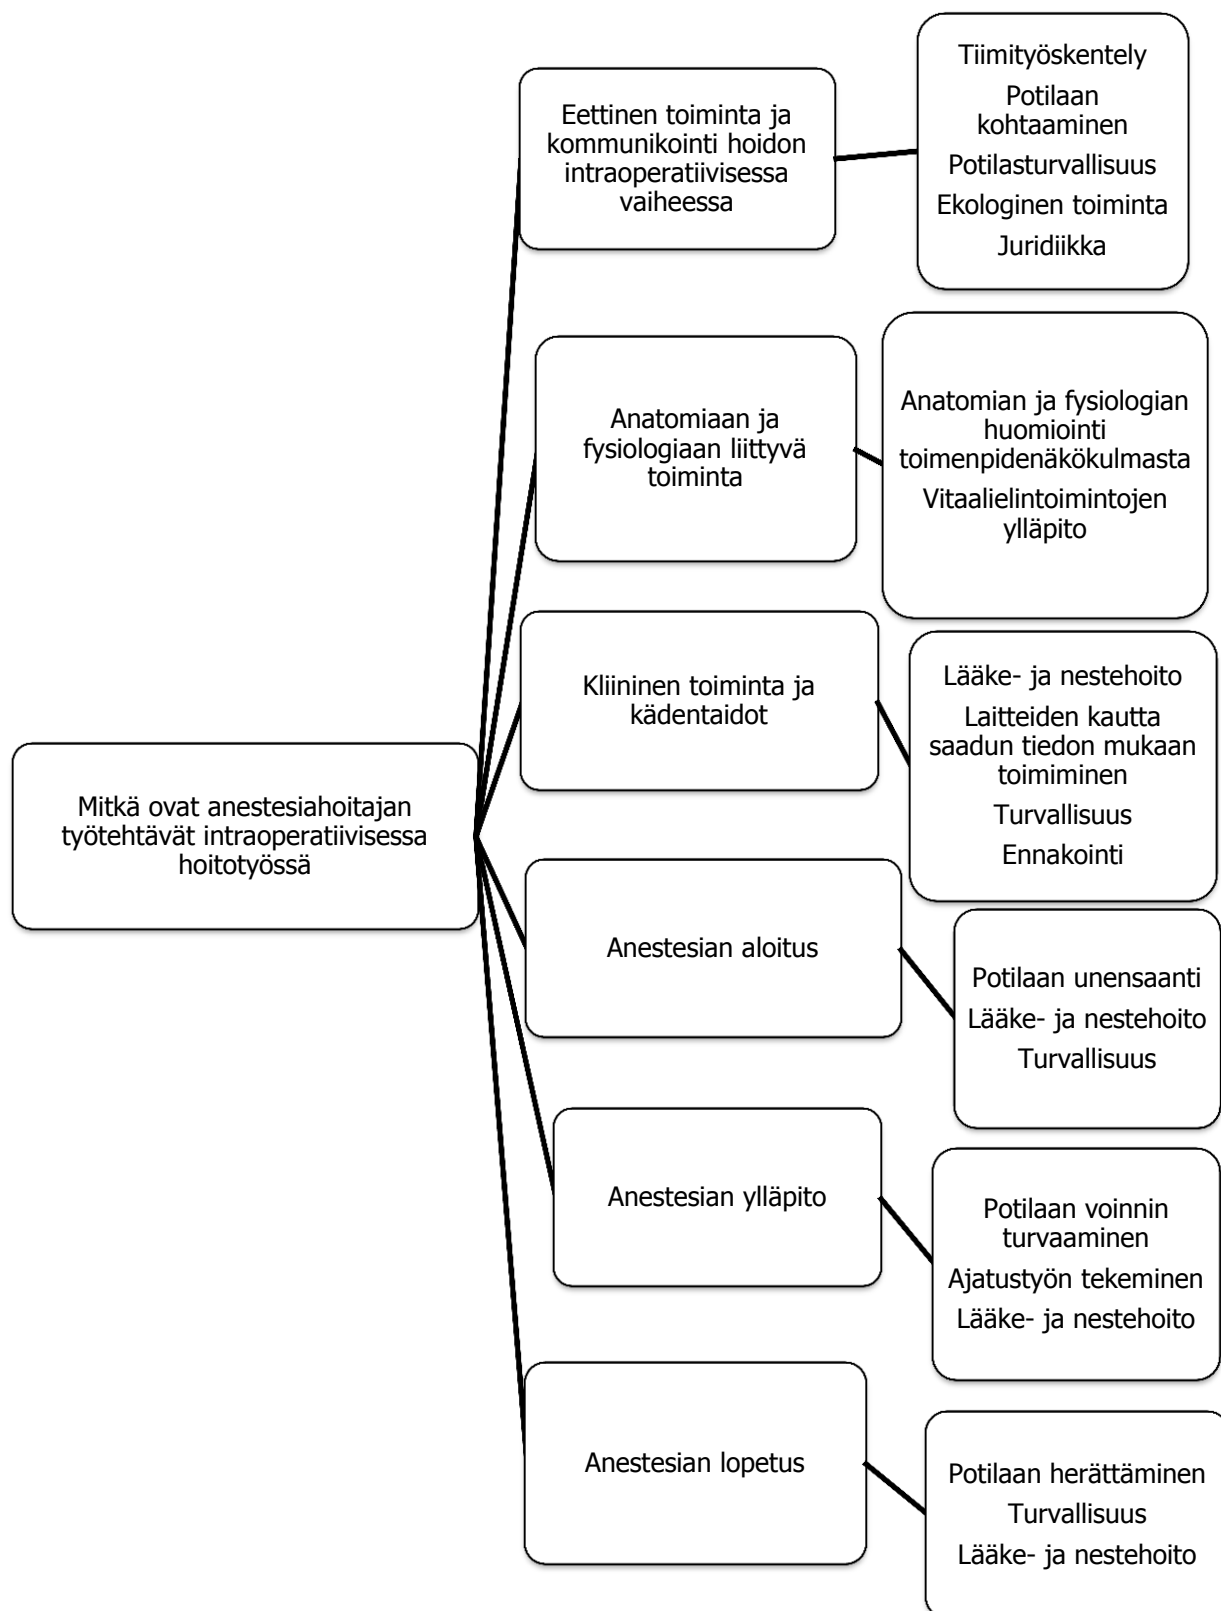 Mitkä ovat anestesiahoitajan
työtehtävät intraoperatiivisessa
hoitotyössä
Eettinen toiminta ja
kommunikointi hoidon
intraoperatiivisessa
vaiheessa
Tiimityöskentely
Potilaan
kohtaaminen
Potilasturvallisuus
Ekologinen toiminta
Juridiikka
Anatomiaan ja
fysiologiaan liittyvä
toiminta
Anatomian ja fysiologian
huomiointi
toimenpidenäkökulmasta
Vitaalielintoimintojen
ylläpito
Kliininen toiminta ja
kädentaidot
Lääke- ja nestehoito
Laitteiden kautta
saadun tiedon mukaan
toimiminen
Turvallisuus
Ennakointi
Anestesian aloitus
Potilaan unensaanti
Lääke- ja nestehoito
Turvallisuus
Anestesian ylläpito
Potilaan voinnin
turvaaminen
Ajatustyön tekeminen
Lääke- ja nestehoito
Anestesian lopetus
Potilaan herättäminen
Turvallisuus
Lääke- ja nestehoito